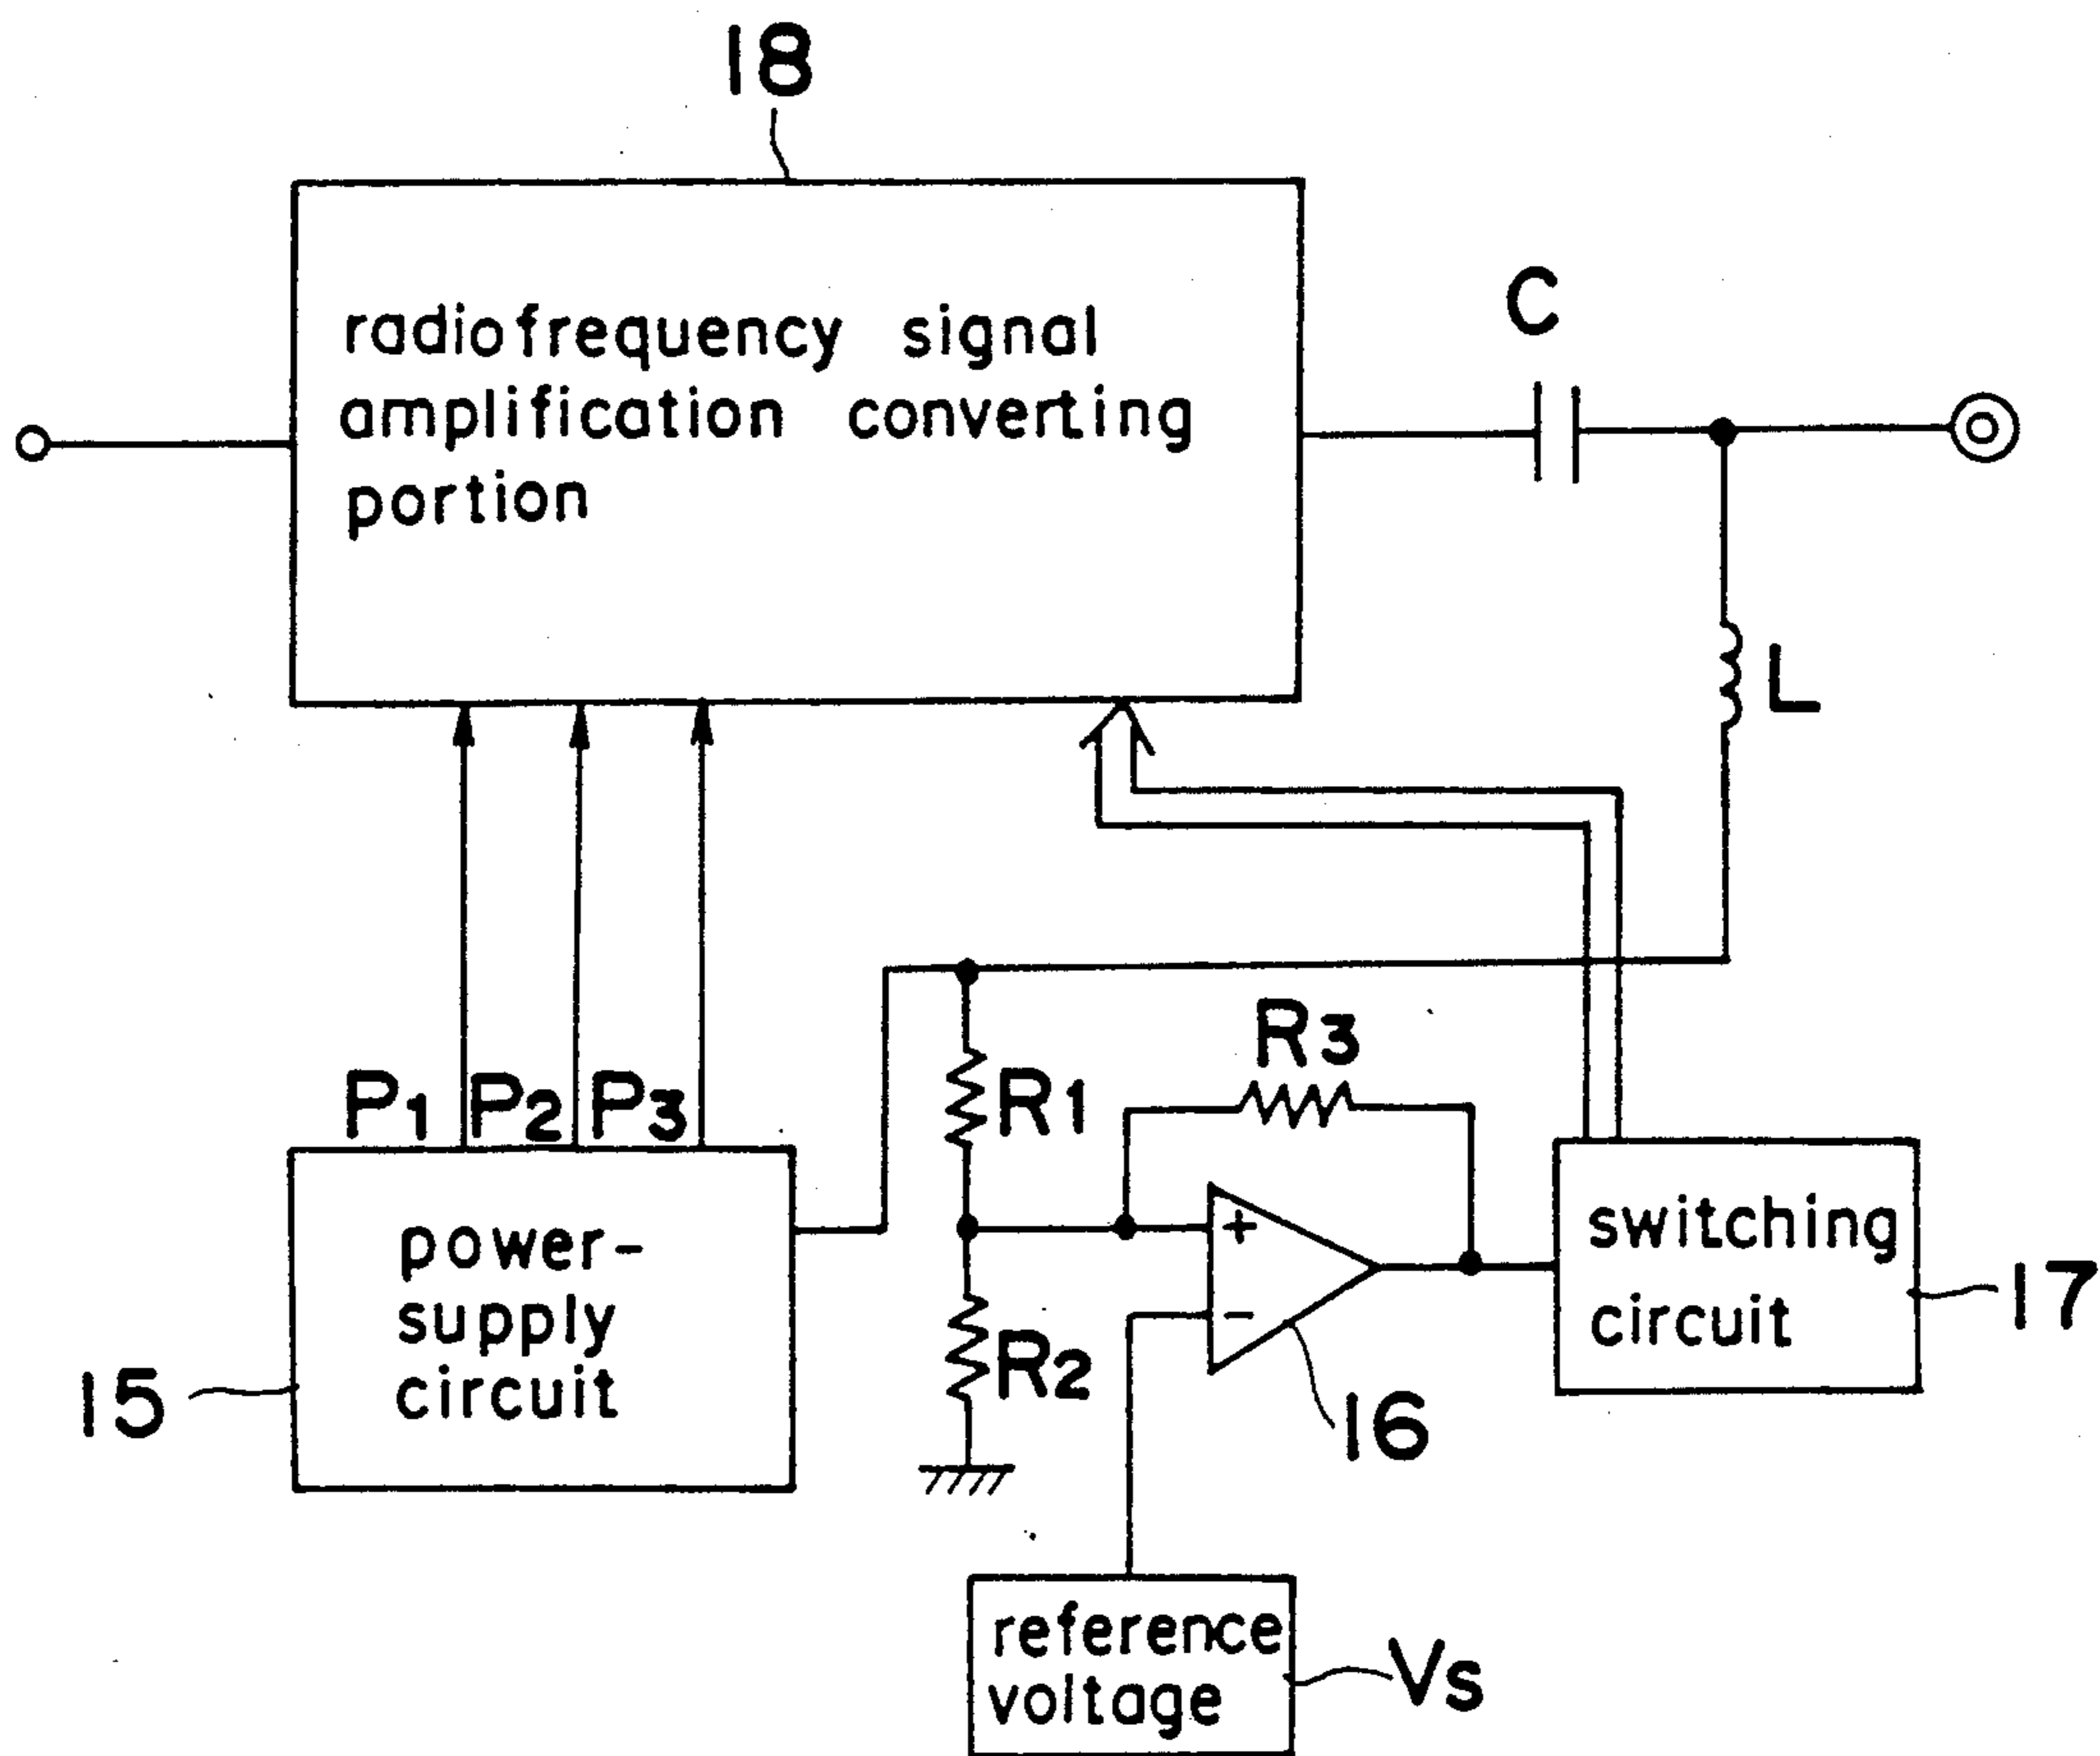 18
radiofrequency signal
amplification converting
portion
C
L
P1 P2 P3
R1
R3
power-
supply
circuit
15
R2
+
-
16
switching
circuit
17
reference
voltage
Vs